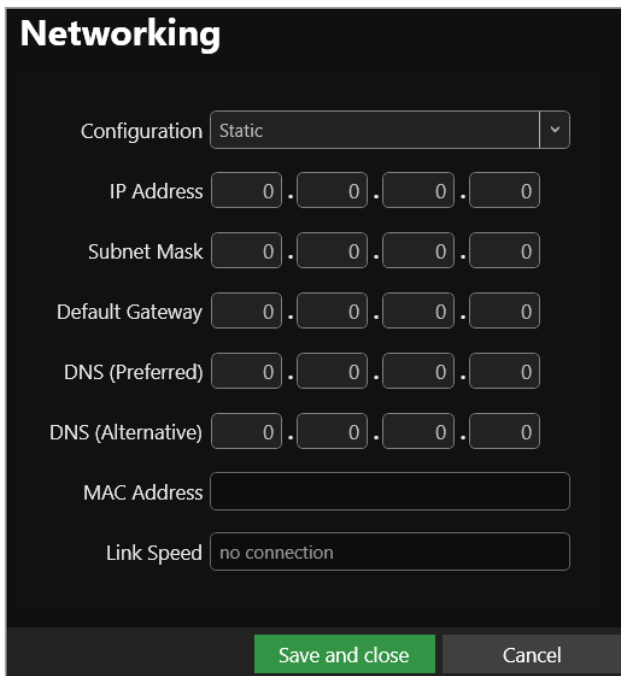 Networking
Configuration Static
IP Address 0 . 0 . 0 . 0
Subnet Mask 0 . 0 . 0 . 0
Default Gateway 0 . 0 . 0 . 0
DNS (Preferred) 0 . 0 . 0 . 0
DNS (Alternative) 0 . 0 . 0 . 0
MAC Address
Link Speed no connection
Save and close Cancel